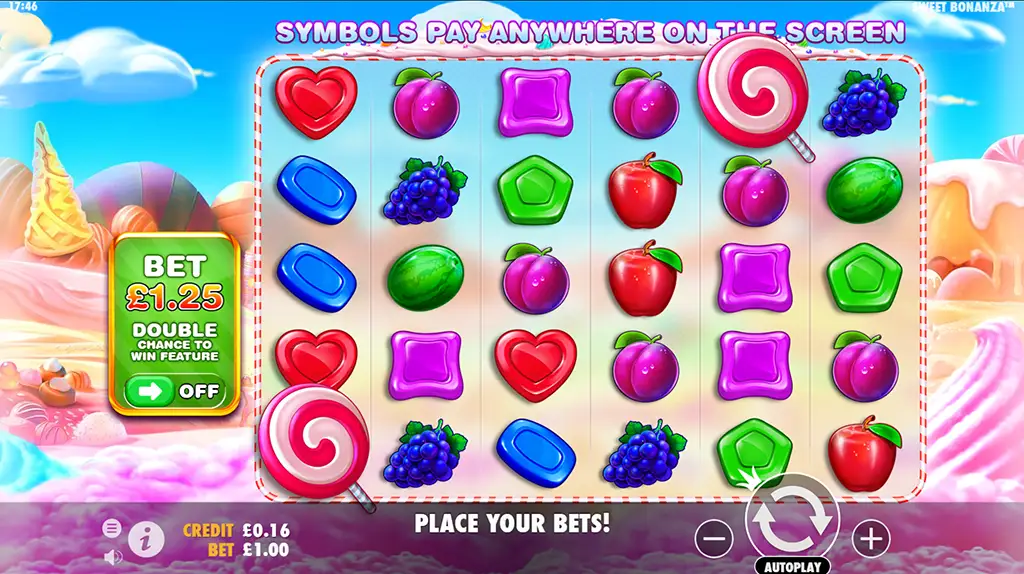 17:46
SWEET BONANZA™
SYMBOLS PAY ANYWHERE ON THE SCREEN
BET
£1.25
DOUBLE
CHANCE TO
WIN FEATURE
OFF
CREDIT £0.16
BET £1.00
PLACE YOUR BETS!
AUTOPLAY